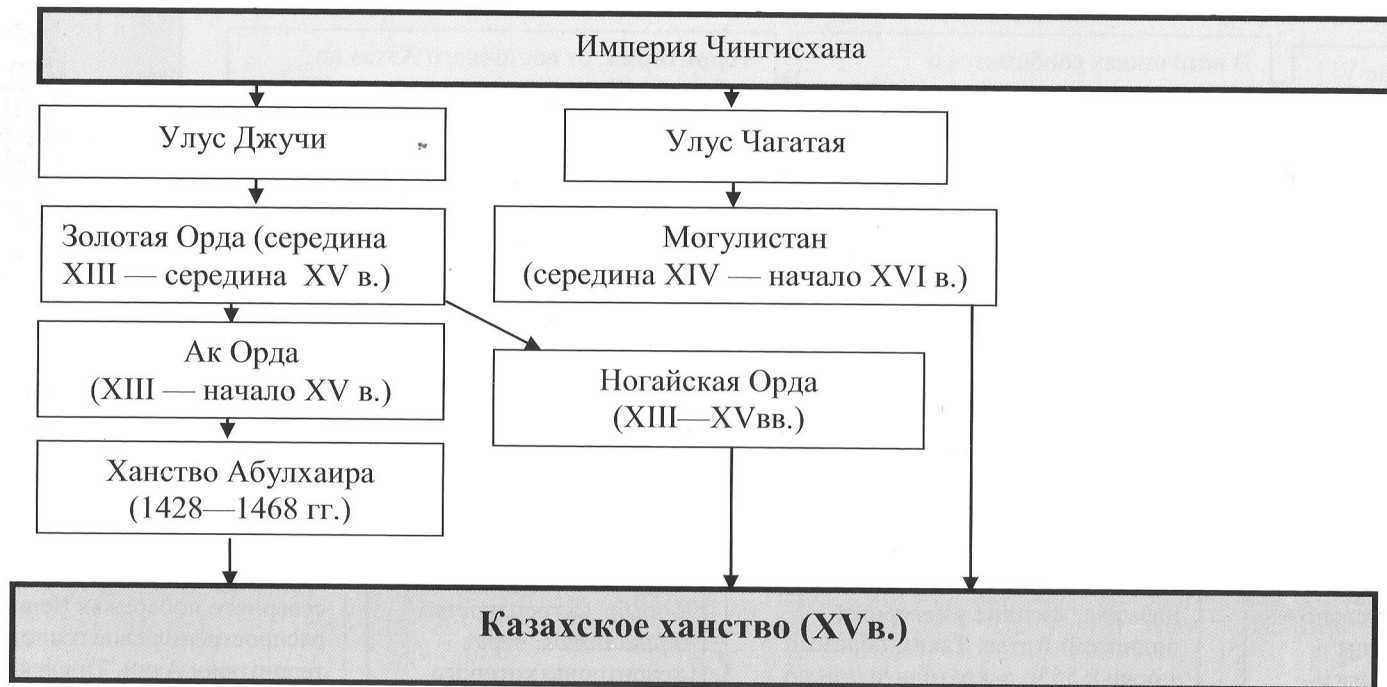 Империя Чингисхана
Улус Джучи
Улус Чагатая
Золотая Орда (середина
XIII — середина XV в.)
Могулистан
(середина XIV — начало XVI в.)
Ак Орда
(XIII — начало XV в.)
Ногайская Орда
(XIII—XVвв.)
Ханство Абулхаира
(1428—1468 гг.)
Казахское ханство (XVв.)